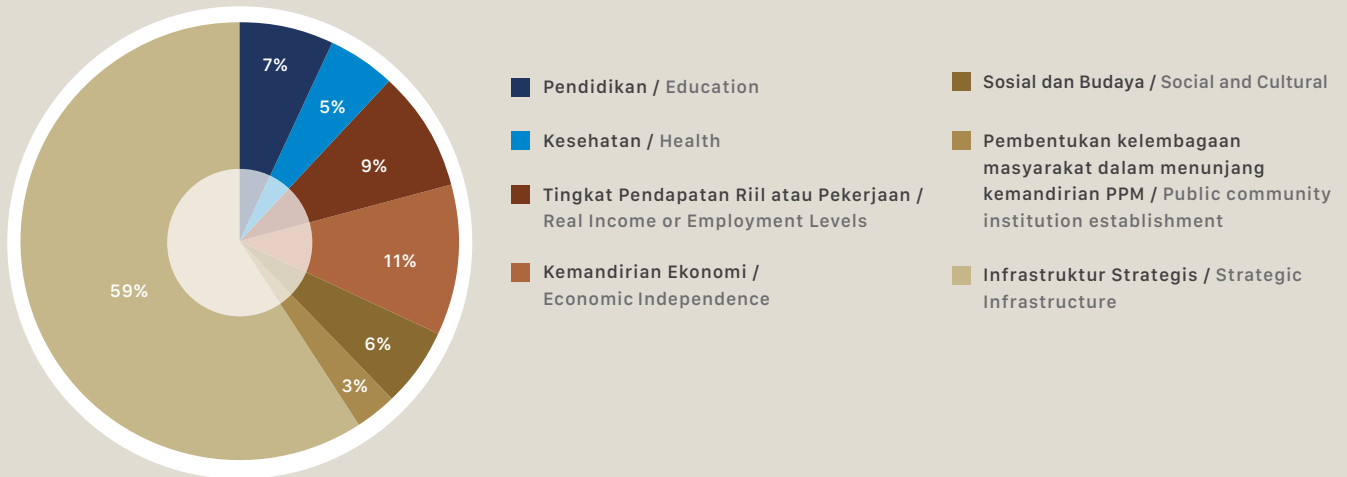 7%
5%
9%
11%
6%
3%
59%
Pendidikan / Education
Kesehatan / Health
Tingkat Pendapatan Riil atau Pekerjaan /
Real Income or Employment Levels
Kemandirian Ekonomi /
Economic Independence
Sosial dan Budaya / Social and Cultural
Pembentukan kelembagaan
masyarakat dalam menunjang
kemandirian PPM / Public community
institution establishment
Infrastruktur Strategis / Strategic
Infrastructure